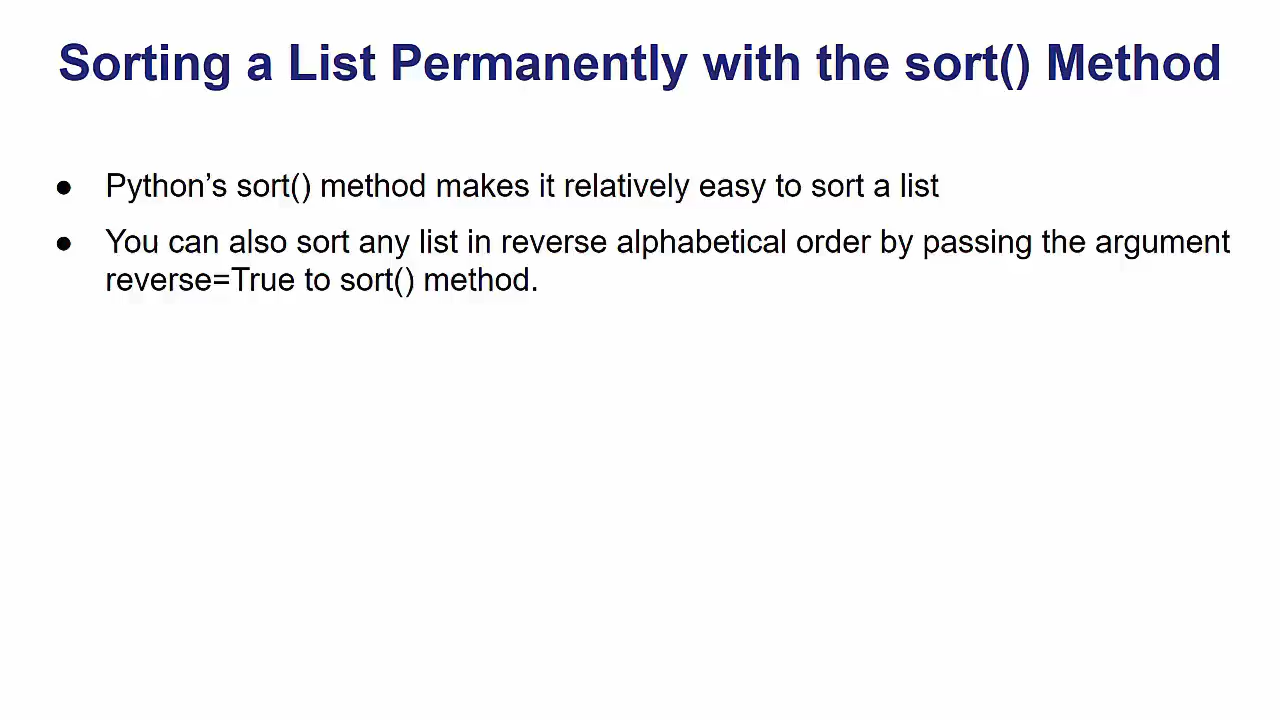 Sorting a List Permanently with the sort() Method
● Python’s sort() method makes it relatively easy to sort a list
● You can also sort any list in reverse alphabetical order by passing the argument
reverse=True to sort() method.